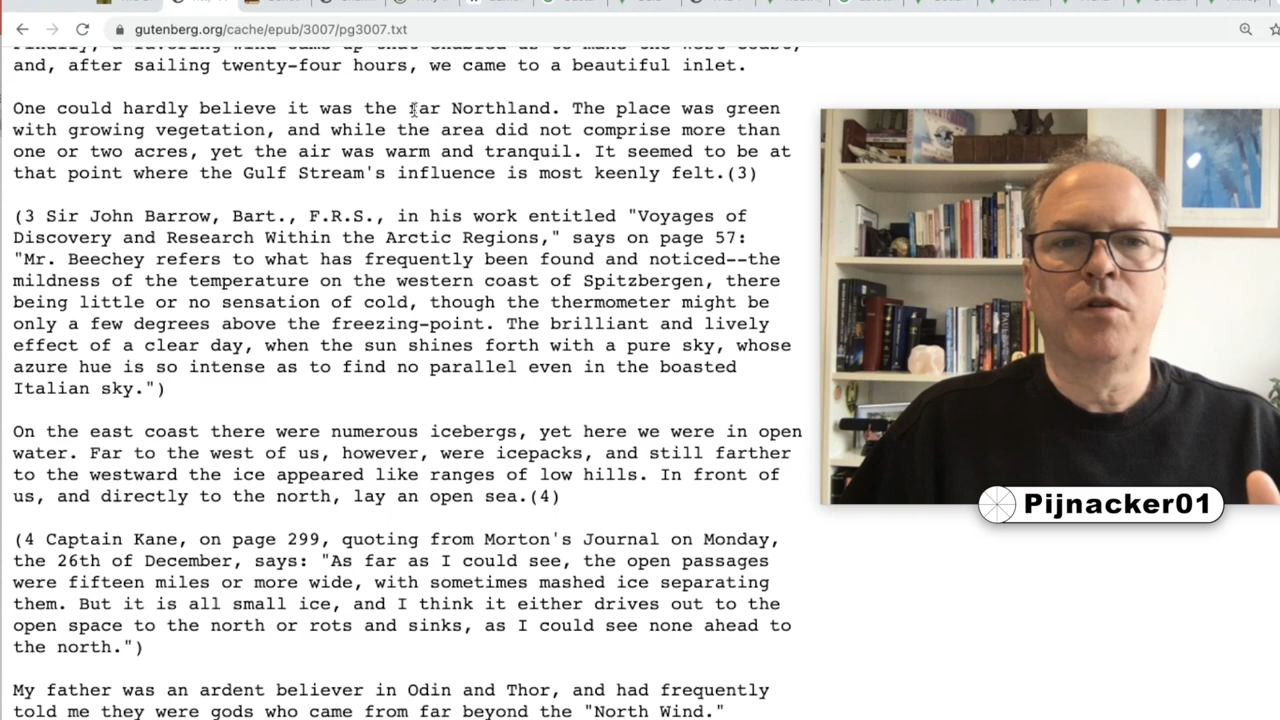 gutenberg.org/cache/epub/3007/pg3007.txt
and, after sailing twenty-four hours, we came to a beautiful inlet.
One could hardly believe it was the far Northland. The place was green
with growing vegetation, and while the area did not comprise more than
one or two acres, yet the air was warm and tranquil. It seemed to be at
that point where the Gulf Stream's influence is most keenly felt.(3)
(3 Sir John Barrow, Bart., F.R.S., in his work entitled "Voyages of
Discovery and Research Within the Arctic Regions," says on page 57:
"Mr. Beechey refers to what has frequently been found and noticed--the
mildness of the temperature on the western coast of Spitzbergen, there
being little or no sensation of cold, though the thermometer might be
only a few degrees above the freezing-point. The brilliant and lively
effect of a clear day, when the sun shines forth with a pure sky, whose
azure hue is so intense as to find no parallel even in the boasted
Italian sky.")
On the east coast there were numerous icebergs, yet here we were in open
water. Far to the west of us, however, were icepacks, and still farther
to the westward the ice appeared like ranges of low hills. In front of
us, and directly to the north, lay an open sea.(4)
(4 Captain Kane, on page 299, quoting from Morton's Journal on Monday,
the 26th of December, says: "As far as I could see, the open passages
were fifteen miles or more wide, with sometimes mashed ice separating
them. But it is all small ice, and I think it either drives out to the
open space to the north or rots and sinks, as I could see none ahead to
the north.")
My father was an ardent believer in Odin and Thor, and had frequently
told me they were gods who came from far beyond the "North Wind."
Pijnacker01